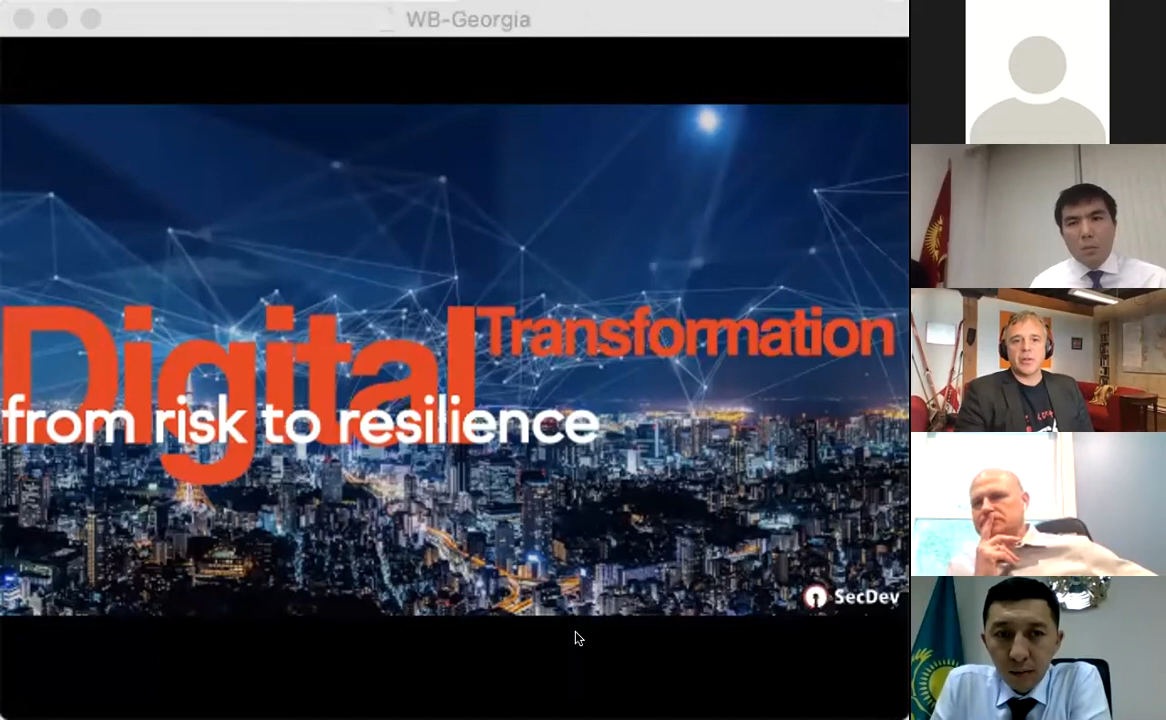 WB-Georgia
Digital Transformation
from risk to resilience
SecDev